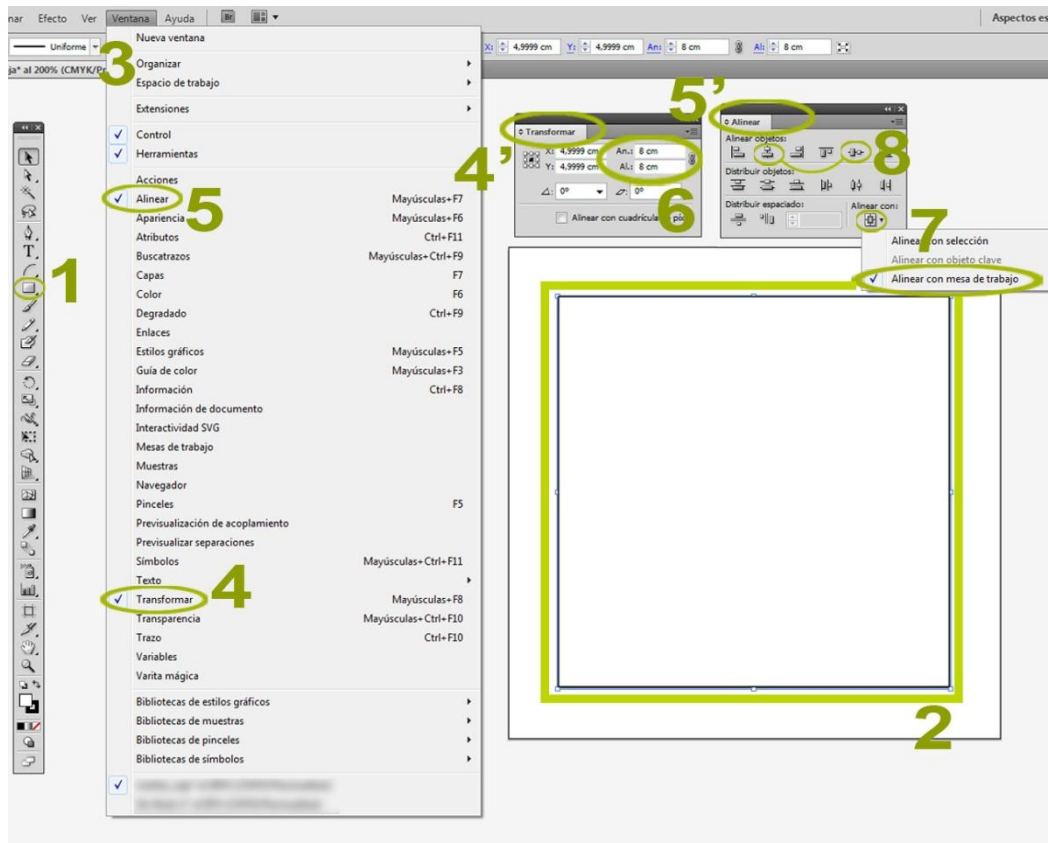 nar Efecto Ver Ventana Ayuda Br Aspectos es
Uniforme X: 4,9999 cm Y: 4,9999 cm An: 8 cm Al: 8 cm
ja* al 200% (CMYK/Pr
3
Nueva ventana
Organizar
Espacio de trabajo
Extensiones
Control
Herramientas
Acciones
Alinear Mayúsculas+F7
5
Apariencia Mayúsculas+F6
Atributos Ctrl+F11
Buscatrazos Mayúsculas+Ctrl+F9
Capas F7
Color F6
Degradado Ctrl+F9
Enlaces
Estilos gráficos Mayúsculas+F5
Guía de color Mayúsculas+F3
Información Ctrl+F8
Información de documento
Interactividad SVG
Mesas de trabajo
Muestras
Navegador
Pinceles F5
Previsualización de acoplamiento
Previsualizar separaciones
Símbolos Mayúsculas+Ctrl+F11
Texto
Transformar Mayúsculas+F8
4
Transparencia Mayúsculas+Ctrl+F10
Trazo Ctrl+F10
Variables
Varita mágica
Bibliotecas de estilos gráficos
Bibliotecas de muestras
Bibliotecas de pinceles
Bibliotecas de símbolos
1
T
4'
Transformar
X: 4,9999 cm An.: 8 cm
Y: 4,9999 cm Al.: 8 cm
0° 0°
Alinear con cuadrícula de píx
6
5'
Alinear
Alinear objetos:
8
Distribuir objetos:
Distribuir espaciado: Alinear con:
7
Alinear con selección
Alinear con objeto clave
Alinear con mesa de trabajo
2